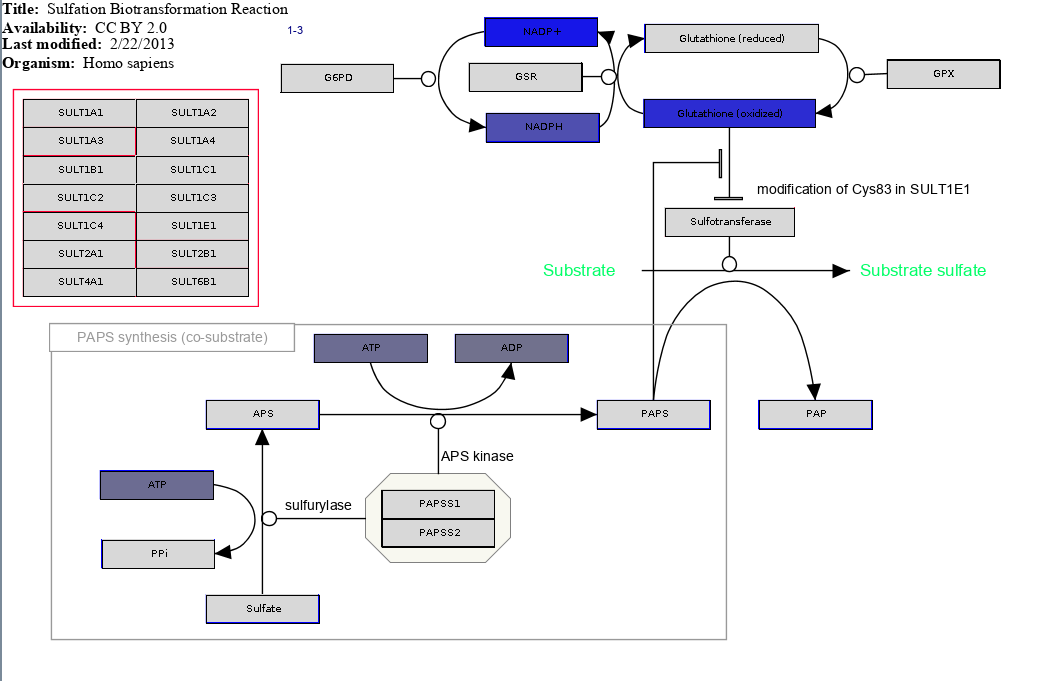 Title: Sulfation Biotransformation Reaction
Availability: CC BY 2.0
Last modified: 2/22/2013
Organism: Homo sapiens
1-3
NADP+
Glutathione (reduced)
G6PD
GSR
GPX
NADPH
Glutathione (oxidized)
SULT1A1 SULT1A2
SULT1A3 SULT1A4
SULT1B1 SULT1C1
SULT1C2 SULT1C3
SULT1C4 SULT1E1
SULT2A1 SULT2B1
SULT4A1 SULT6B1
modification of Cys83 in SULT1E1
Sulfotransferase
Substrate
Substrate sulfate
PAPS synthesis (co-substrate)
ATP
ADP
APS
PAPS
PAP
APS kinase
ATP
sulfurylase
PAPSS1
PAPSS2
PPi
Sulfate